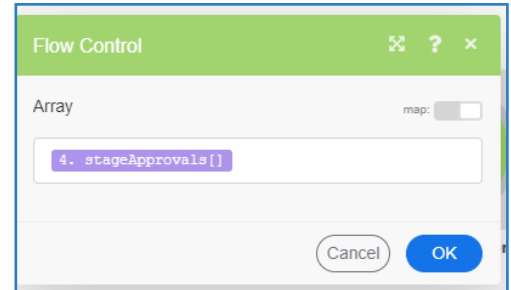 Flow Control
?
×
Array
map:
4. stageApprovals[]
Cancel
OK